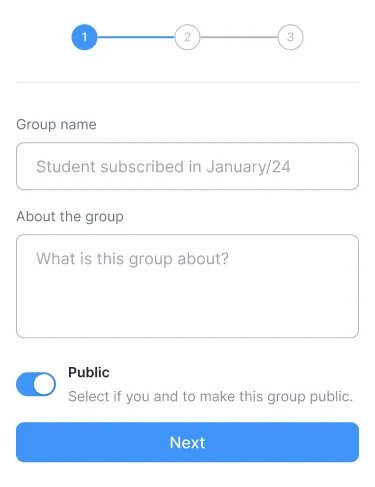 1 2 3
Group name
Student subscribed in January/24
About the group
What is this group about?
Public
Select if you and to make this group public.
Next